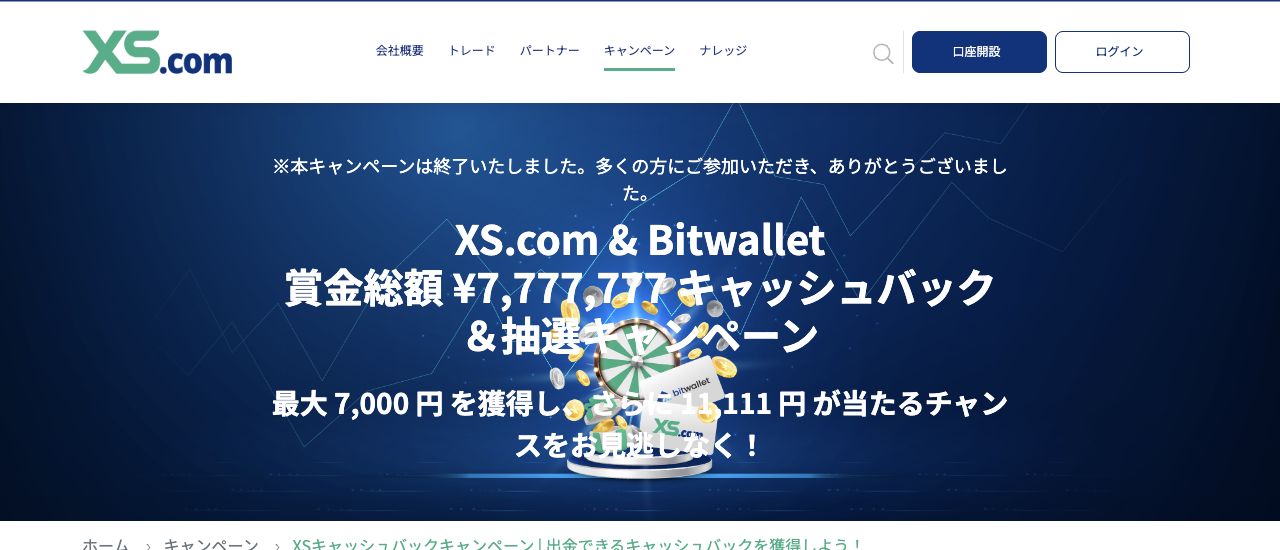 XS.com
会社概要 トレード パートナー キャンペーン ナレッジ 口座開設 ログイン
※本キャンペーンは終了いたしました。多くの方にご参加いただき、ありがとうございまし
た。
XS.com & Bitwallet
賞金総額 ¥7,777,777 キャッシュバック
＆抽選キャンペーン
最大 7,000 円 を獲得し、さらに 11,111 円 が当たるチャン
スをお見逃しなく！
bitwallet
XS.com
ホーム › キャンペーン › XSキャッシュバックキャンペーン | 出金できるキャッシュバックを獲得しよう！